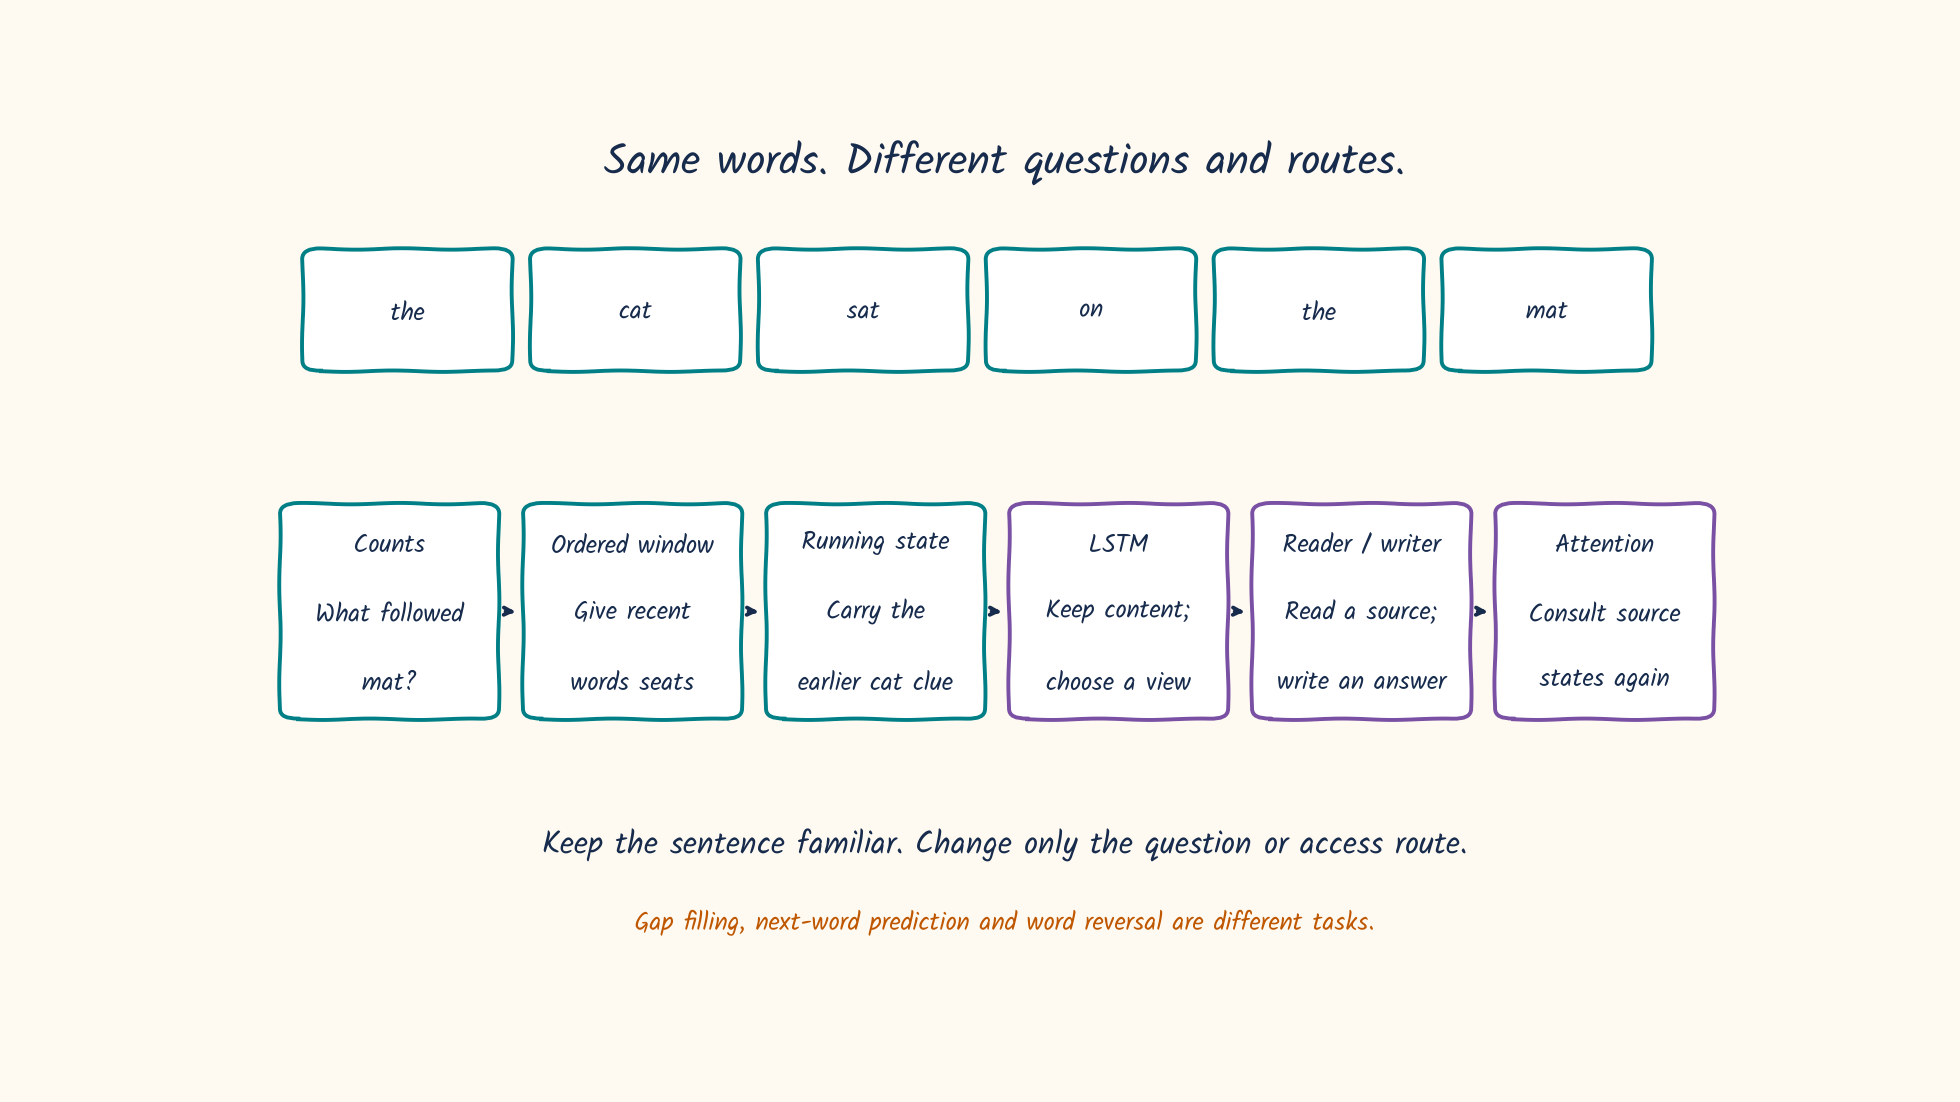 Same words. Different questions and routes.
the
cat
sat
on
the
mat
Counts
What followed
mat?
Ordered window
Give recent
words seats
Running state
Carry the
earlier cat clue
LSTM
Keep content;
choose a view
Reader / writer
Read a source;
write an answer
Attention
Consult source
states again
Keep the sentence familiar. Change only the question or access route.
Gap filling, next-word prediction and word reversal are different tasks.